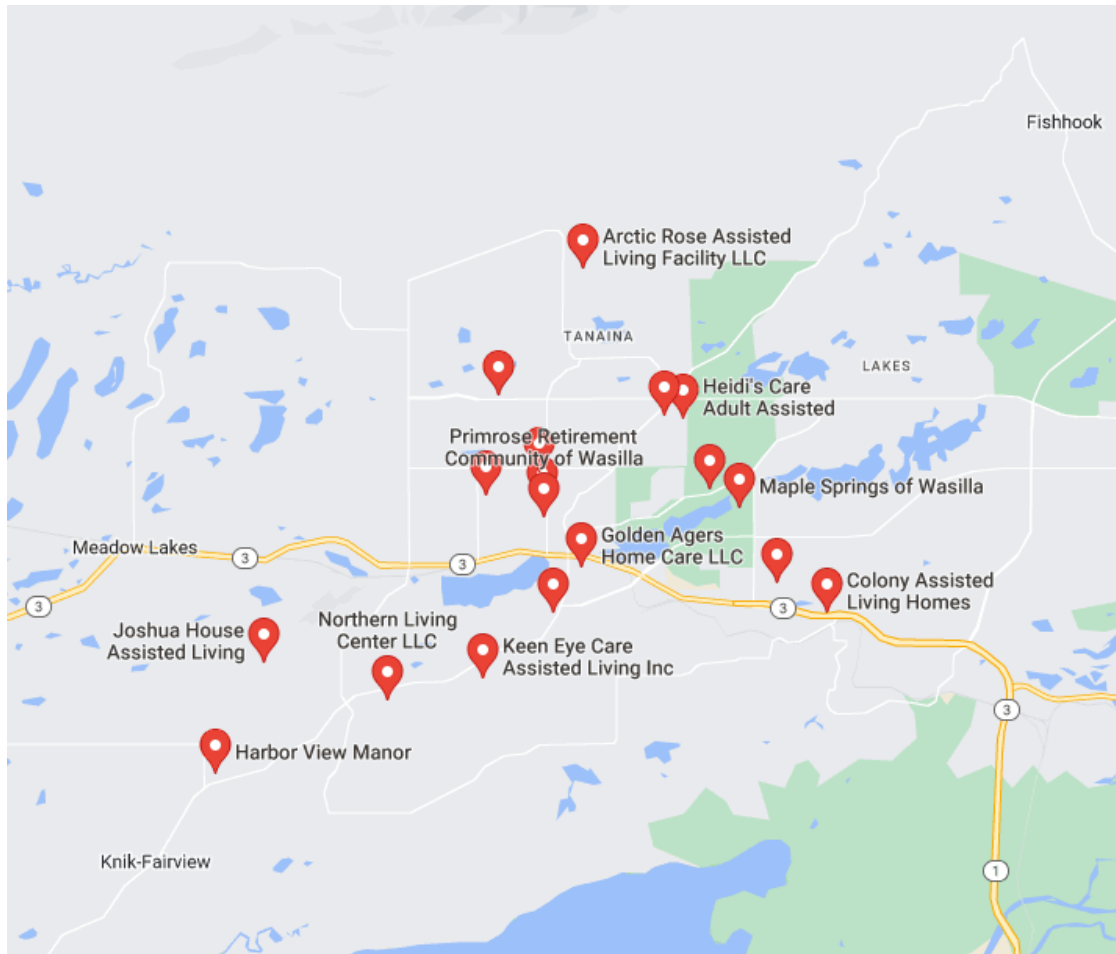 Fishhook
Arctic Rose Assisted
Living Facility LLC
TANAINA
LAKES
Heidi's Care
Adult Assisted
Primrose Retirement
Community of Wasilla
Maple Springs of Wasilla
Golden Agers
Home Care LLC
Meadow Lakes
3
3
3
3
Colony Assisted
Living Homes
Joshua House
Assisted Living
Northern Living
Center LLC
Keen Eye Care
Assisted Living Inc
3
Harbor View Manor
Knik-Fairview
1